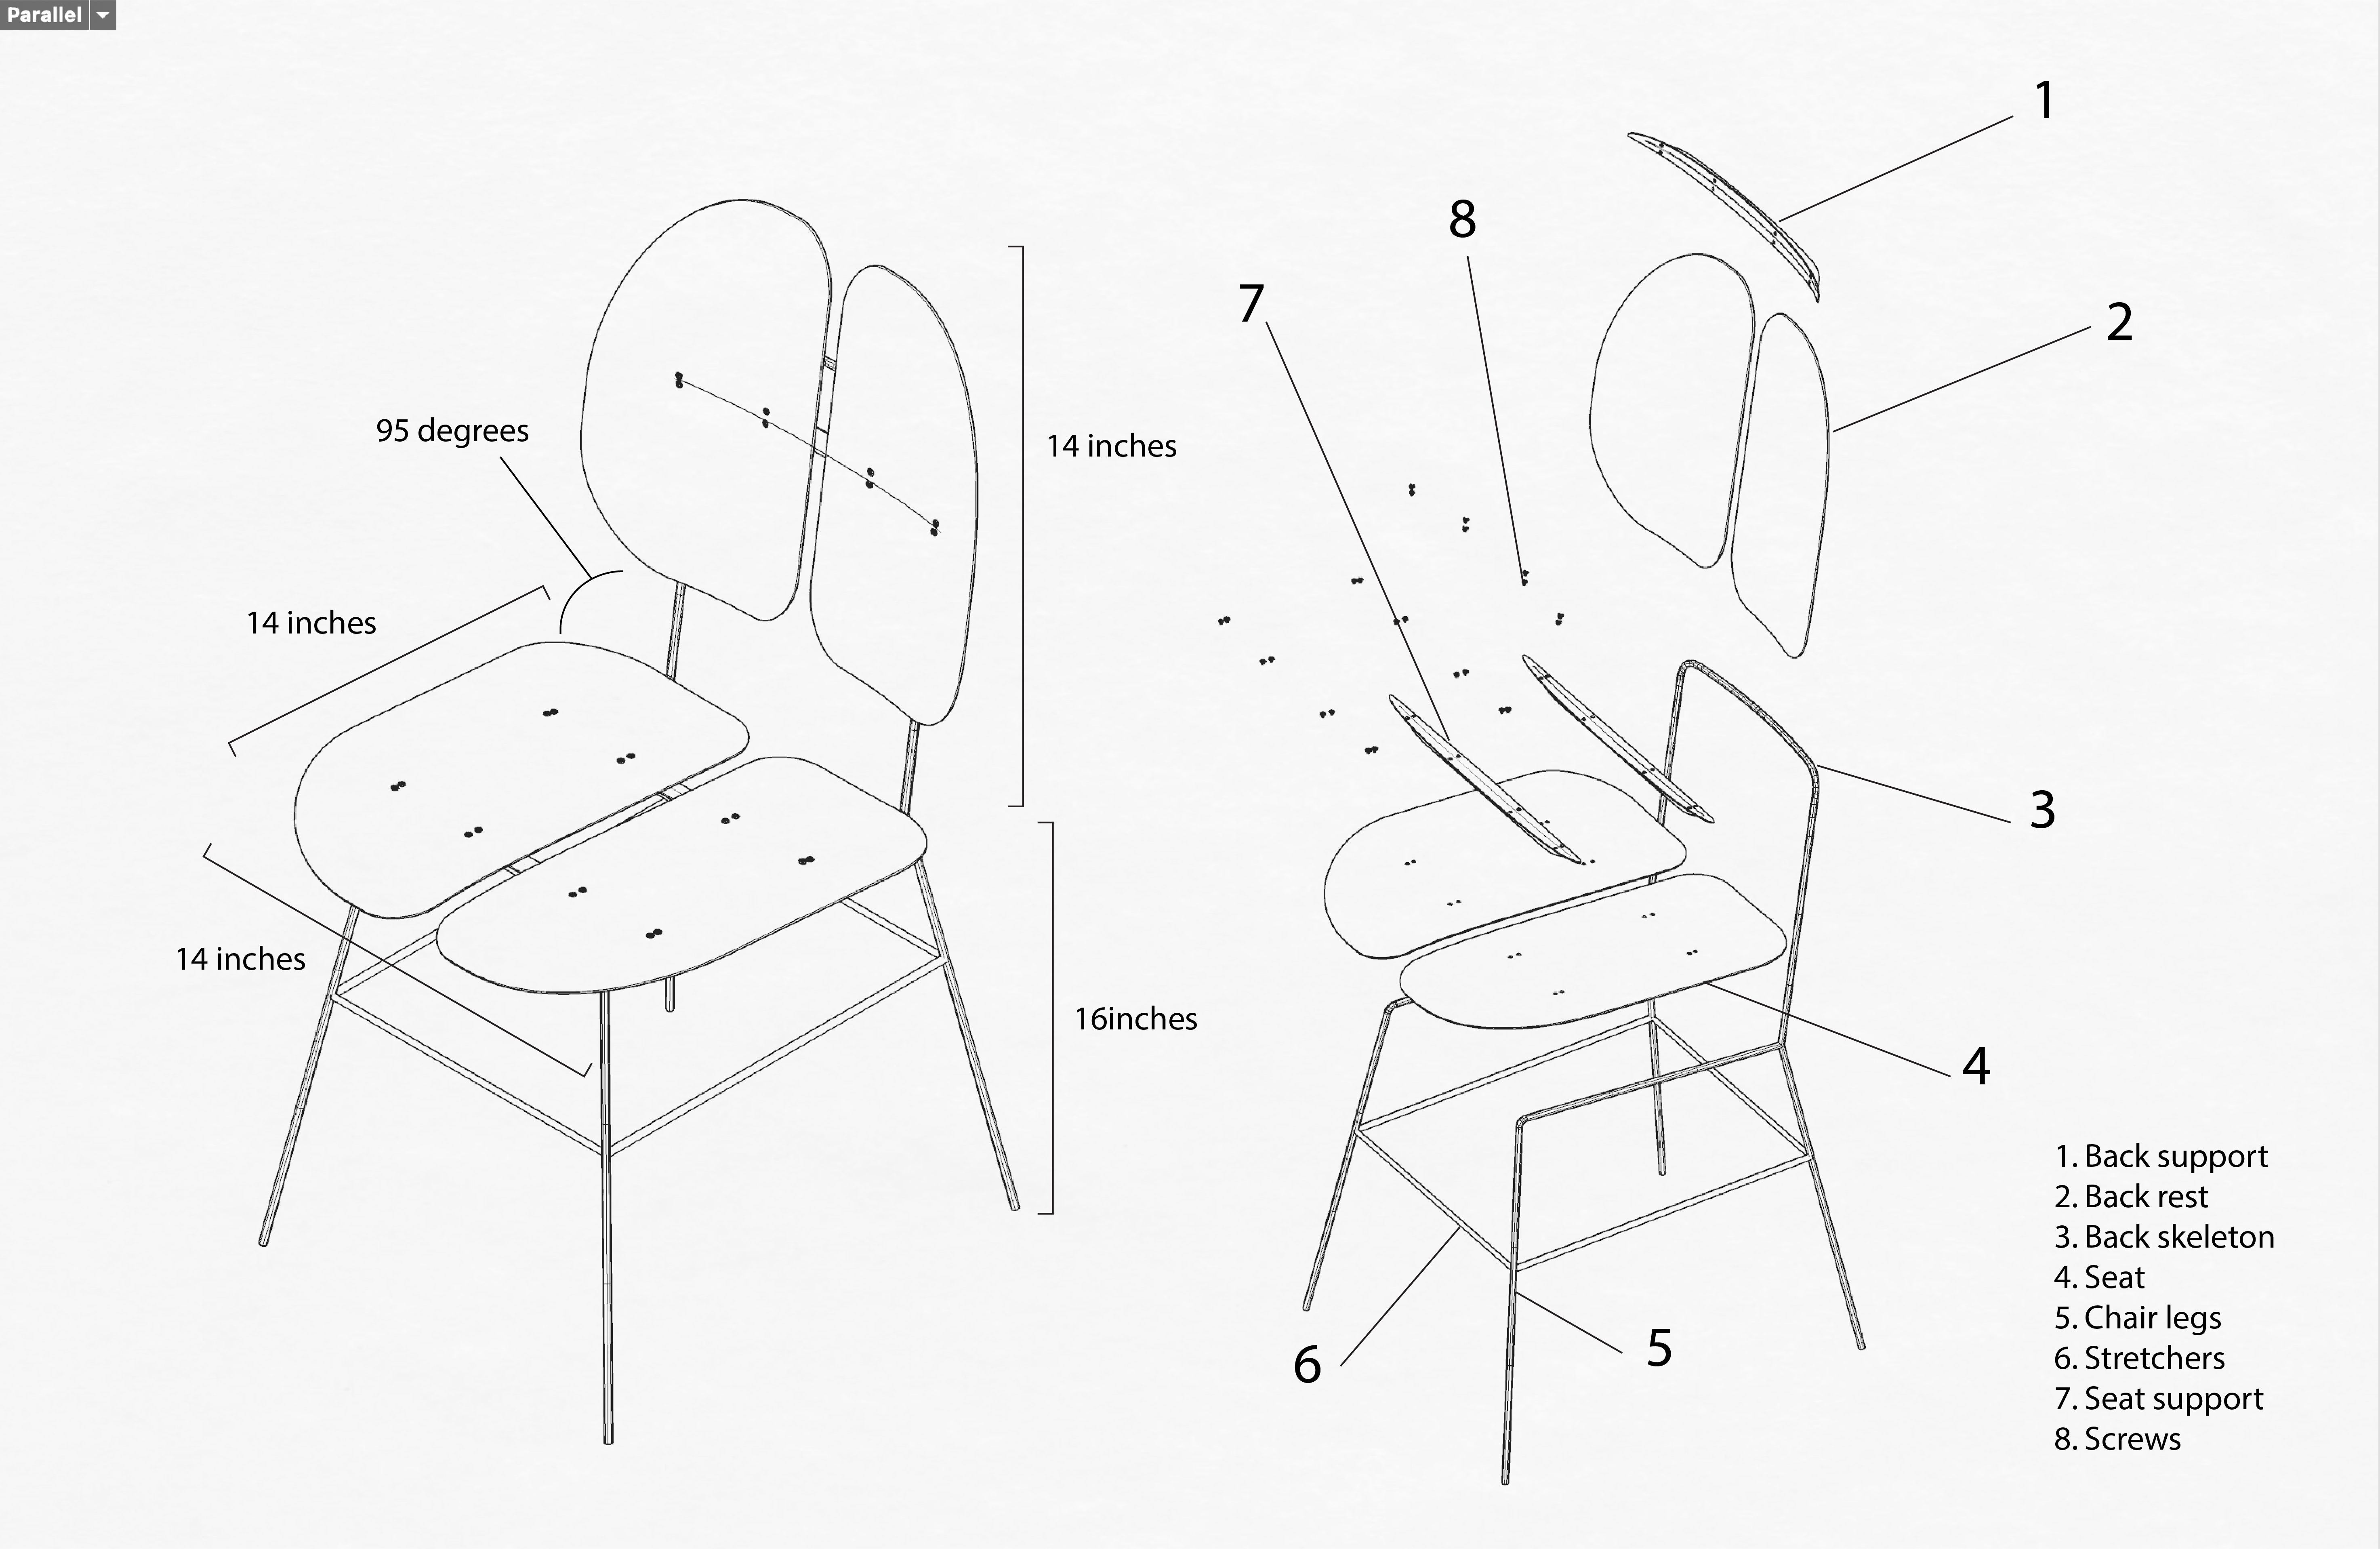 Parallel
1
8
7
2
95 degrees
14 inches
14 inches
3
14 inches
16inches
4
5
6
1. Back support
2. Back rest
3. Back skeleton
4. Seat
5. Chair legs
6. Stretchers
7. Seat support
8. Screws